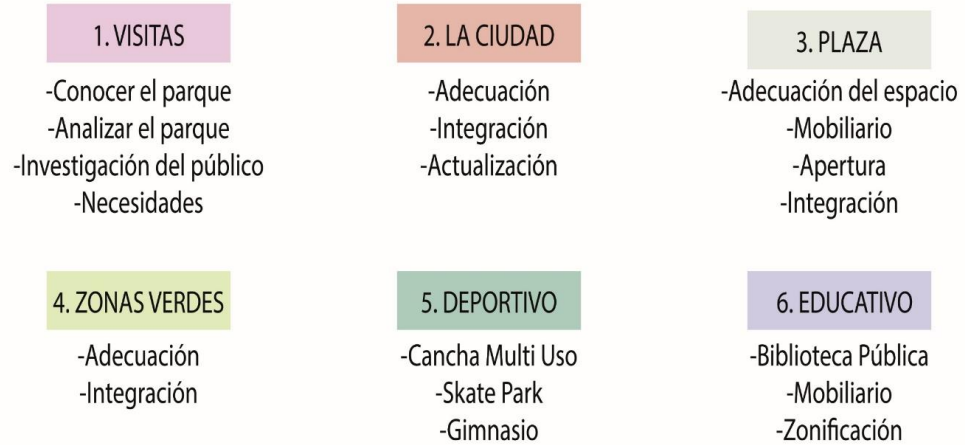 1. VISITAS
-Conocer el parque
-Analizar el parque
-Investigación del público
-Necesidades
2. LA CIUDAD
-Adecuación
-Integración
-Actualización
3. PLAZA
-Adecuación del espacio
-Mobiliario
-Apertura
-Integración
4. ZONAS VERDES
-Adecuación
-Integración
5. DEPORTIVO
-Cancha Multi Uso
-Skate Park
-Gimnasio
6. EDUCATIVO
-Biblioteca Pública
-Mobiliario
-Zonificación